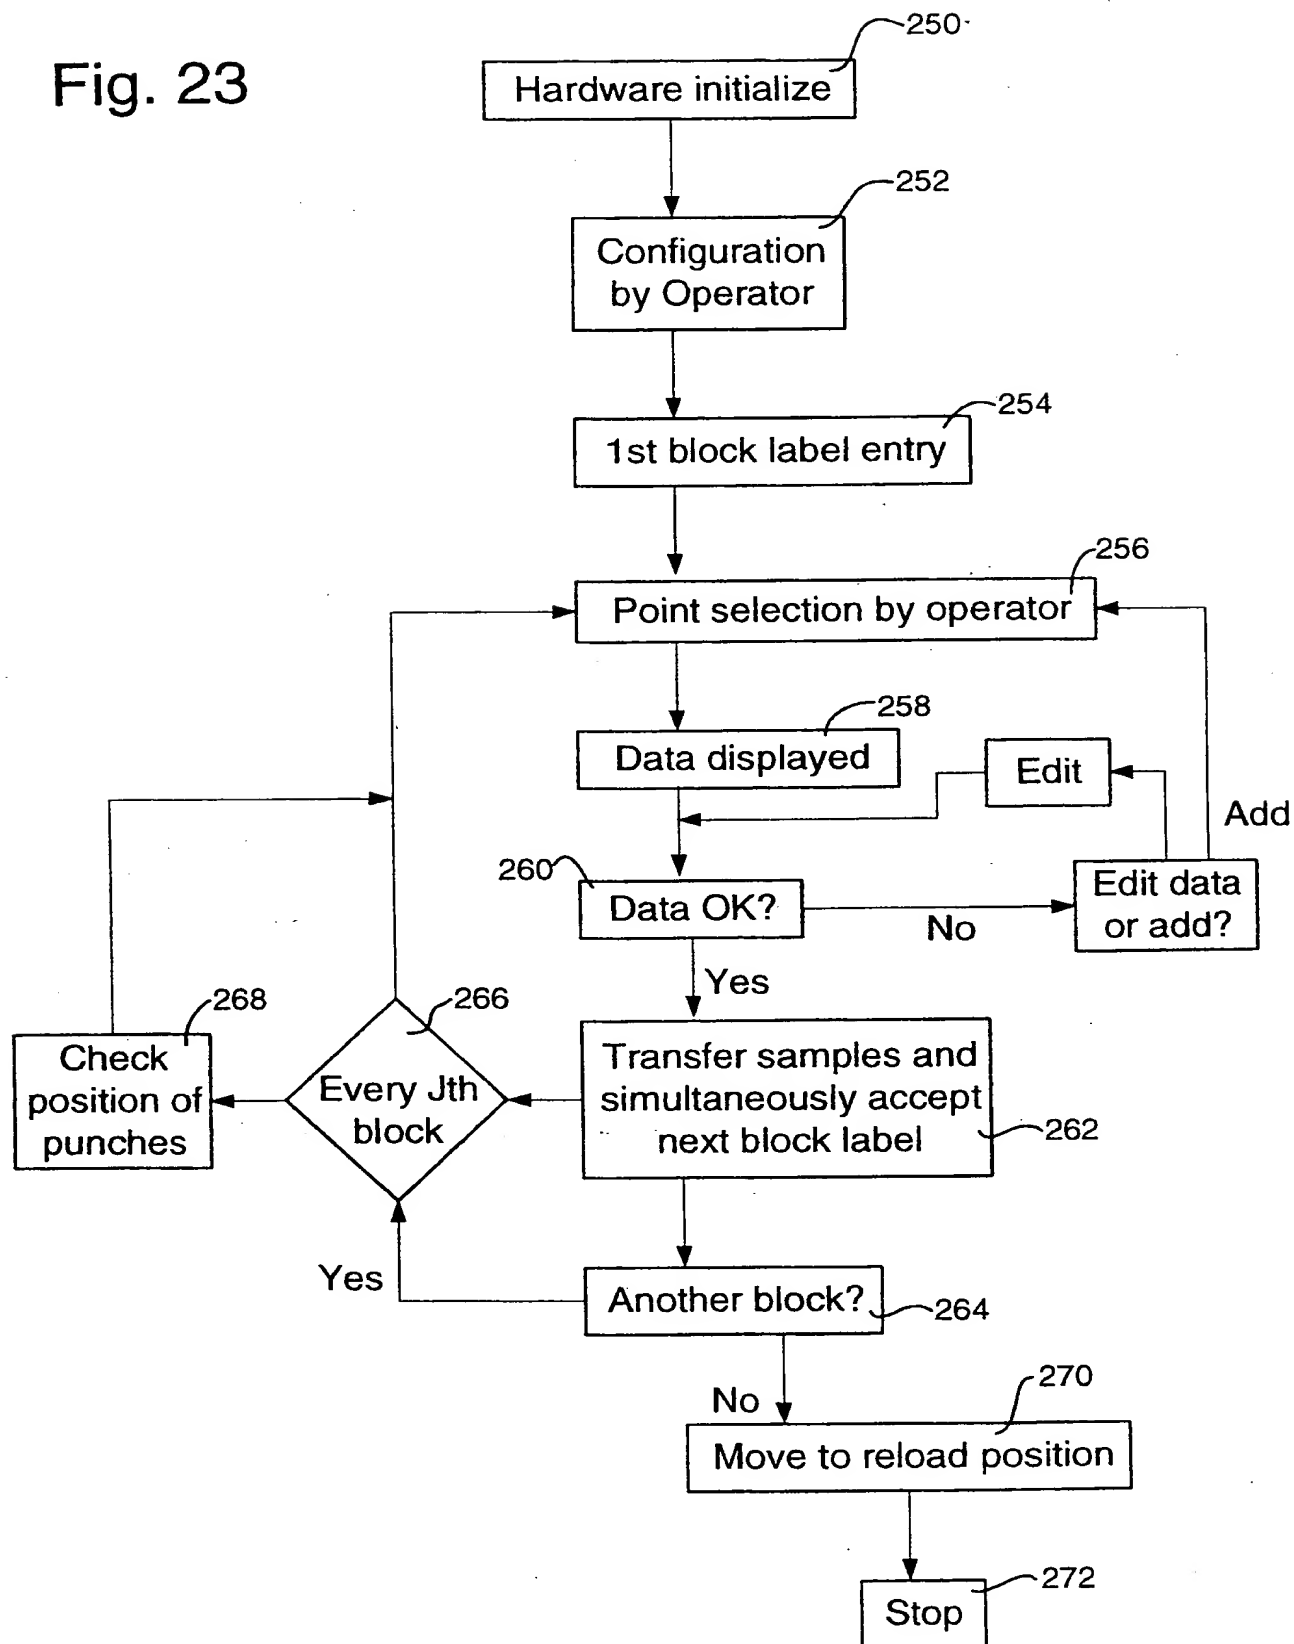 Fig. 23
250
Hardware initialize
252
Configuration
by Operator
254
1st block label entry
256
Point selection by operator
258
Data displayed
Edit
Add
260
Data OK?
No
Edit data
or add?
Yes
268
266
Check
position of
punches
Every Jth
block
Transfer samples and
simultaneously accept
next block label
262
Yes
Another block?
264
No
270
Move to reload position
272
Stop